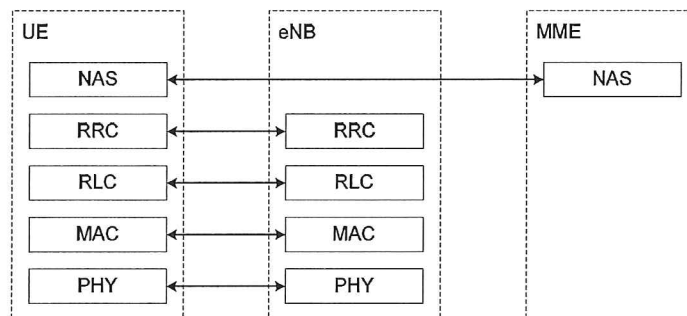 UE eNB MME
NAS NAS
RRC RRC
RLC RLC
MAC MAC
PHY PHY